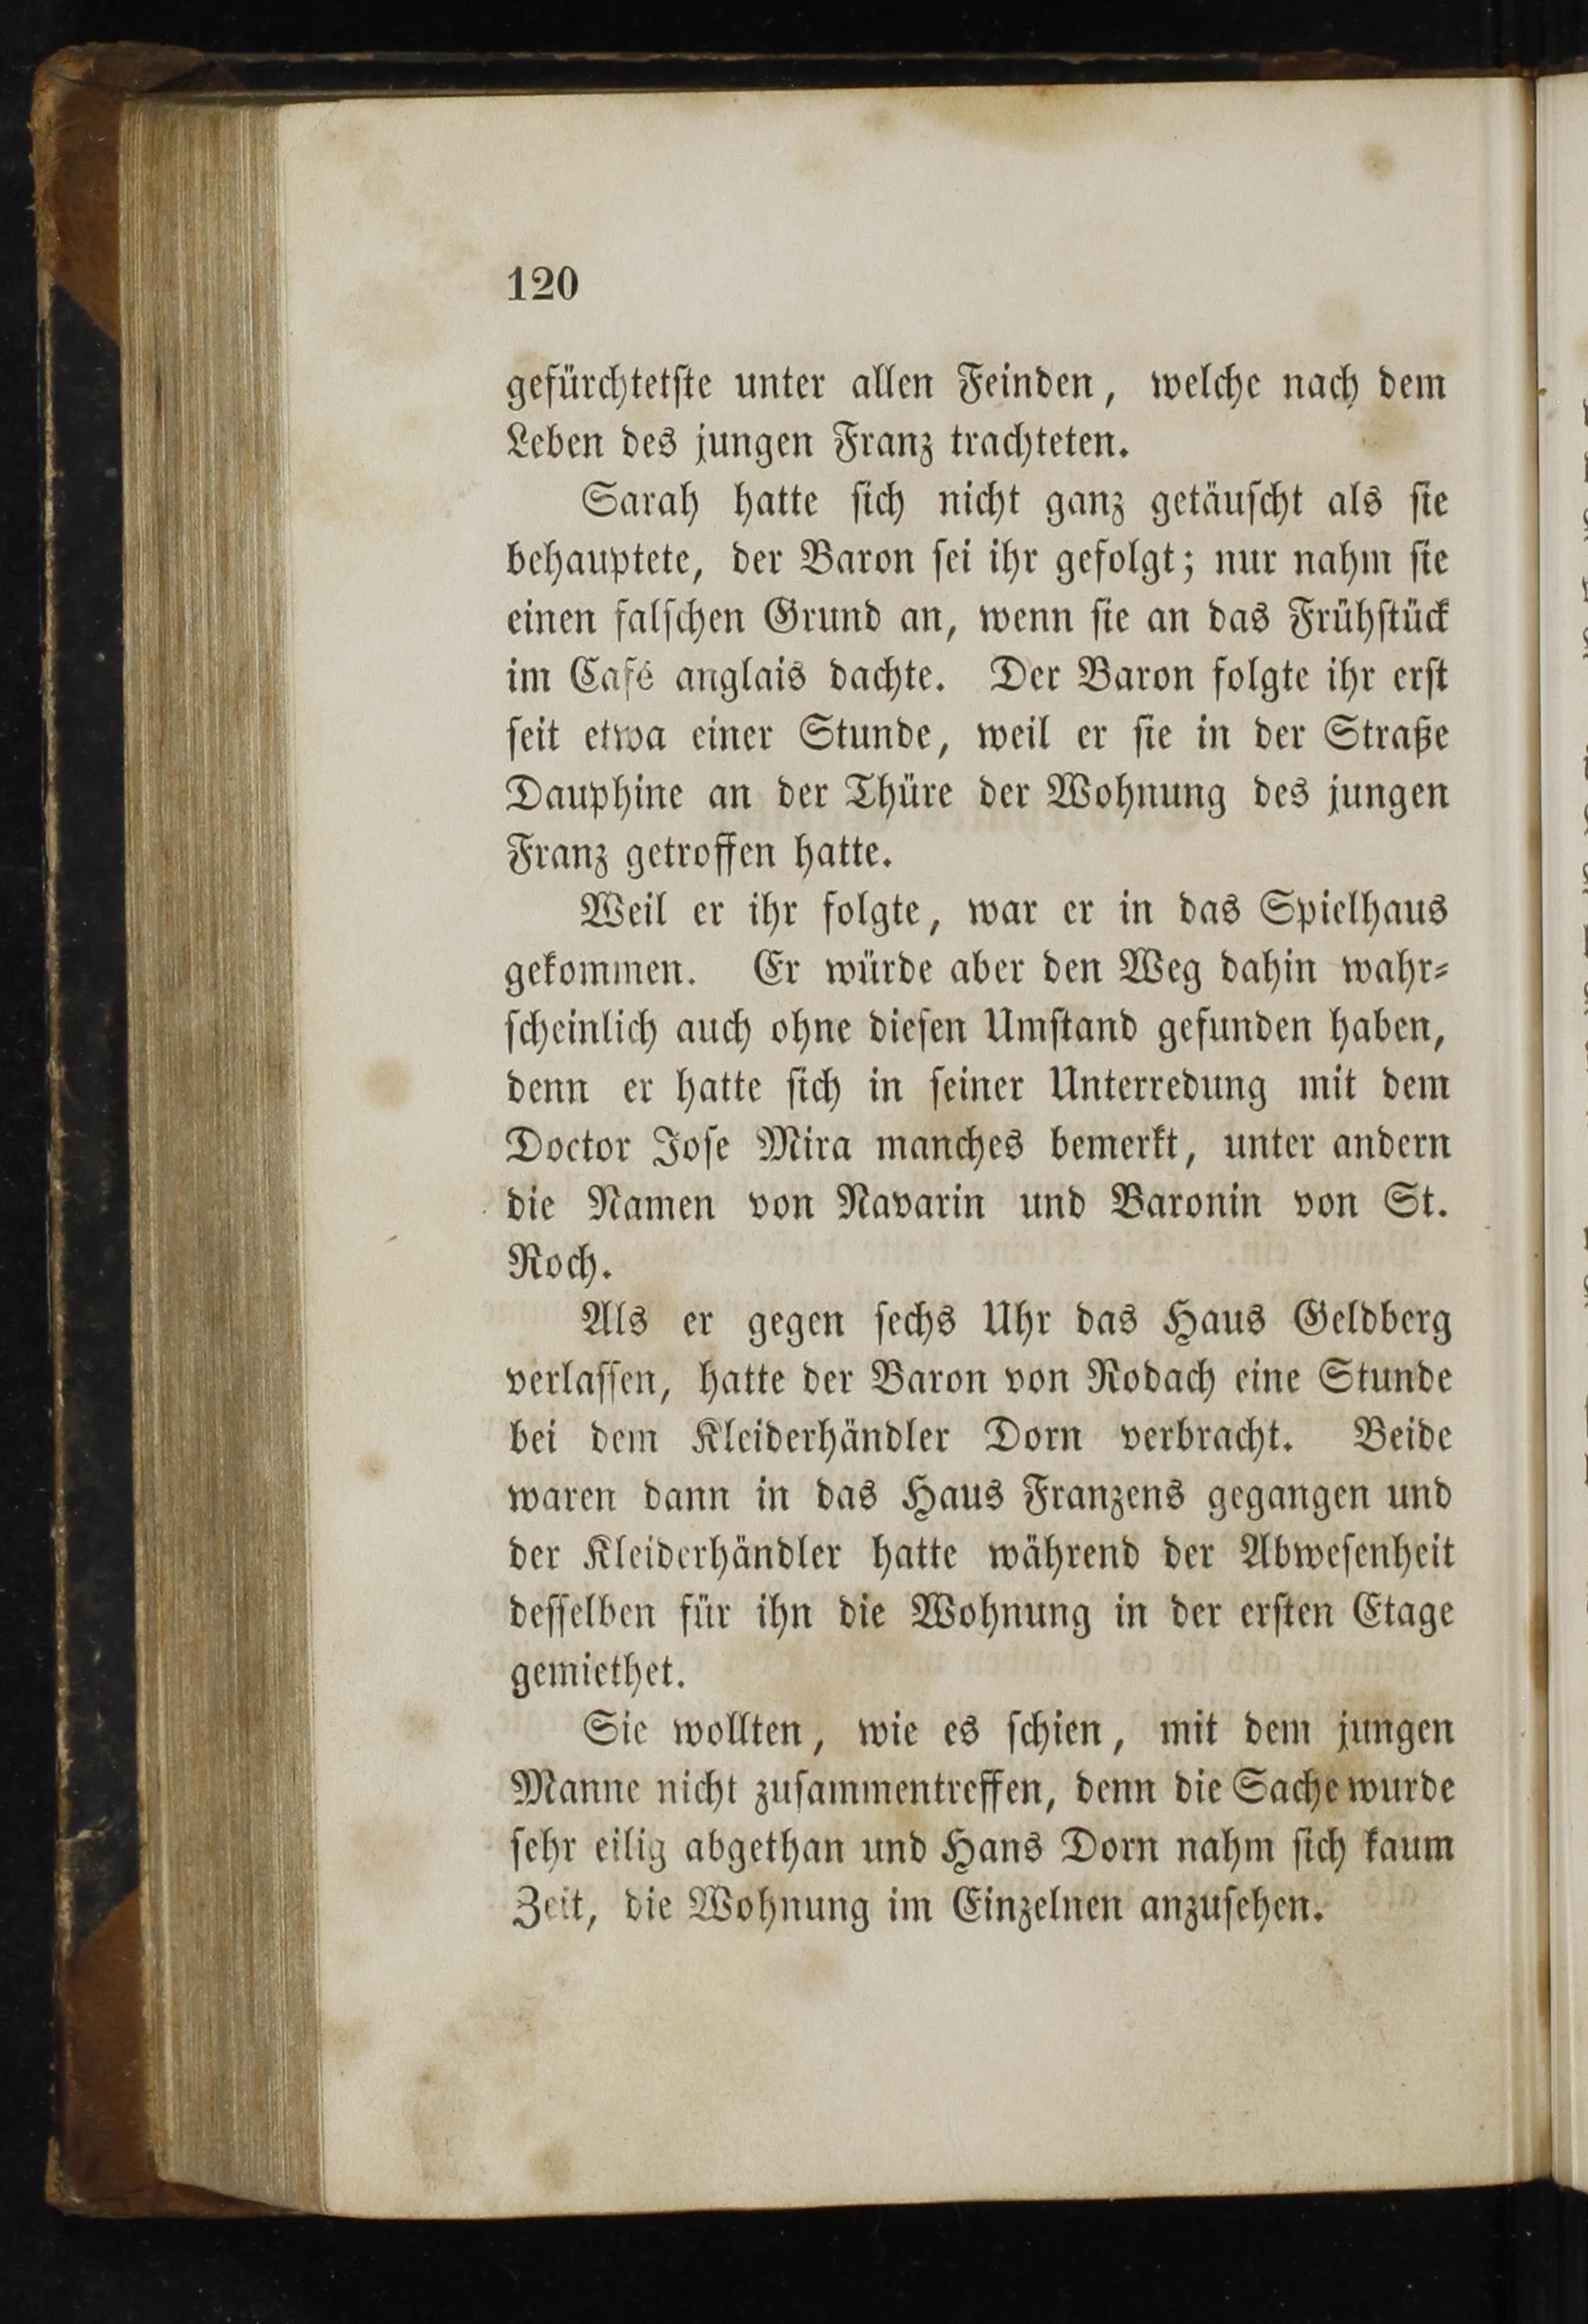 120
gefürchtetſte unter allen Feinden, welche nach dem
Leben des jungen Franz trachteten.
Sarah hatte ſich nicht ganz getäuſcht als ſie
behauptete, der Baron ſei ihr gefolgt; nur nahm ſie
einen falſchen Grund an, wenn ſie an das Frühſtück
im Café anglais dachte. Der Baron folgte ihr erſt
ſeit etwa einer Stunde, weil er ſie in der Straße
Dauphine an der Thüre der Wohnung des jungen
Franz getroffen hatte.
Weil er ihr folgte, war er in das Spielhaus
gekommen. Er würde aber den Weg dahin wahr⸗
ſcheinlich auch ohne dieſen Umſtand gefunden haben,
denn er hatte ſich in ſeiner Unterredung mit dem
Doctor Joſe Mira manches bemerkt, unter andern
die Namen von Navarin und Baronin von St.
Roch.
Als er gegen ſechs Uhr das Haus Geldberg
verlaſſen, hatte der Baron von Rodach eine Stunde
bei dem Kleiderhändler Dorn verbracht. Beide
waren dann in das Haus Franzens gegangen und
der Kleiderhändler hatte während der Abweſenheit
deſſelben für ihn die Wohnung in der erſten Etage
gemiethet.
Sie wollten, wie es ſchien, mit dem jungen
Manne nicht zuſammentreffen, denn die Sache wurde
ſehr eilig abgethan und Hans Dorn nahm ſich kaum
Zeit, die Wohnung im Einzelnen anzuſehen.